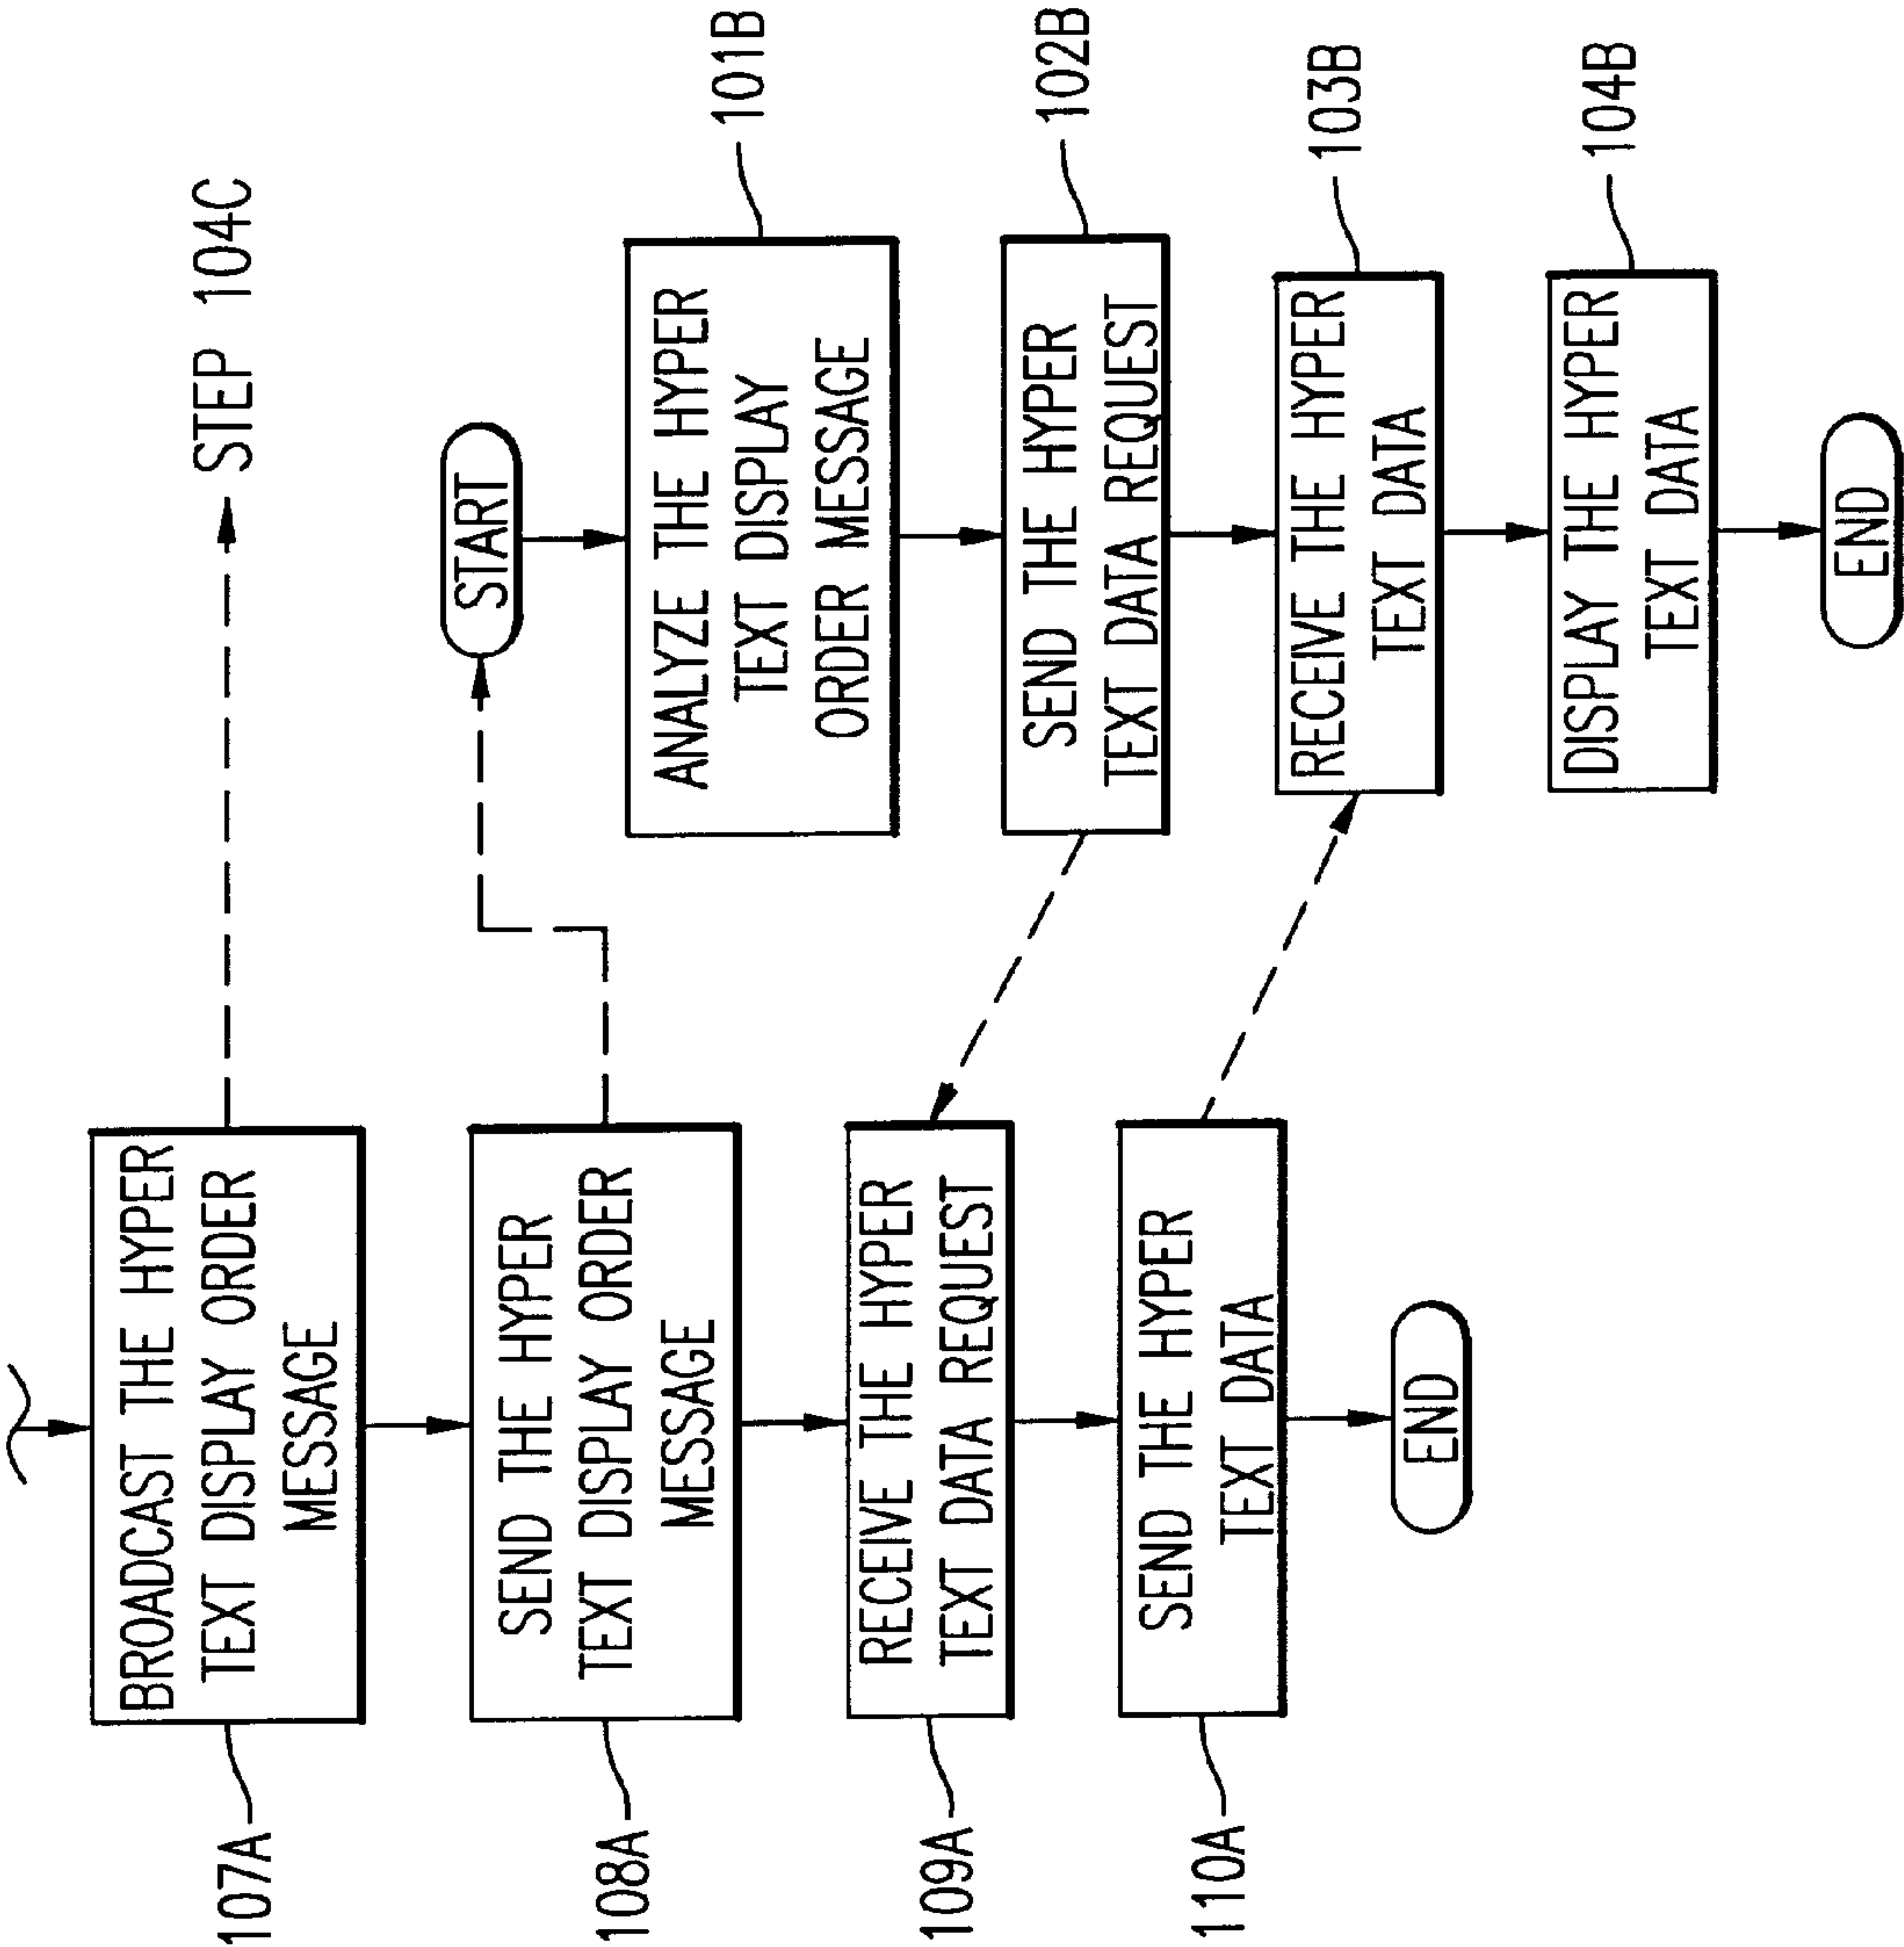 107A
BROADCAST THE HYPER
TEXT DISPLAY ORDER
MESSAGE
STEP 104C
108A
SEND THE HYPER
TEXT DISPLAY ORDER
MESSAGE
109A
RECEIVE THE HYPER
TEXT DATA REQUEST
110A
SEND THE HYPER
TEXT DATA
END
START
ANALYZE THE HYPER
TEXT DISPLAY
ORDER MESSAGE
101B
SEND THE HYPER
TEXT DATA REQUEST
102B
RECEIVE THE HYPER
TEXT DATA
103B
DISPLAY THE HYPER
TEXT DATA
104B
END